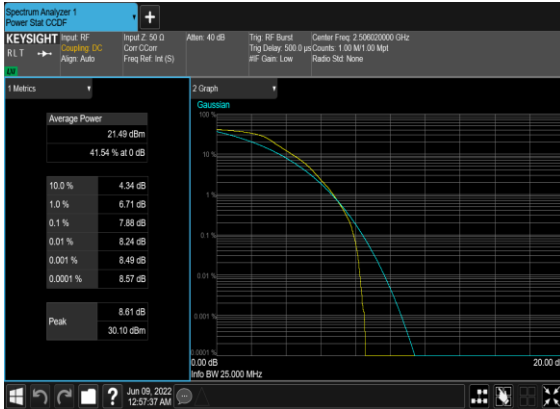 Spectrum Analyzer 1
Power Stat CCDF
+
KEYSIGHT
RLT
Input: RF
Coupling: DC
Align: Auto
Input Z: 50 Ω
Corr CCorr
Freq Ref: Int (S)
Atten: 40 dB
Trig: RF Burst
Trig Delay: 500.0 µs
#IF Gain: Low
Center Freq: 2.506020000 GHz
Counts: 1.00 M/1.00 Mpt
Radio Std: None
1 Metrics
Average Power
21.49 dBm
41.54 % at 0 dB
10.0 % 4.34 dB
1.0 % 6.71 dB
0.1 % 7.88 dB
0.01 % 8.24 dB
0.001 % 8.49 dB
0.0001 % 8.57 dB
Peak
8.61 dB
30.10 dBm
2 Graph
Gaussian
100 %
10 %
1 %
0.1 %
0.01 %
0.001 %
0.0001 %
0.00 dB
20.00 d
Info BW 25.000 MHz
?
Jun 09, 2022
12:57:37 AM